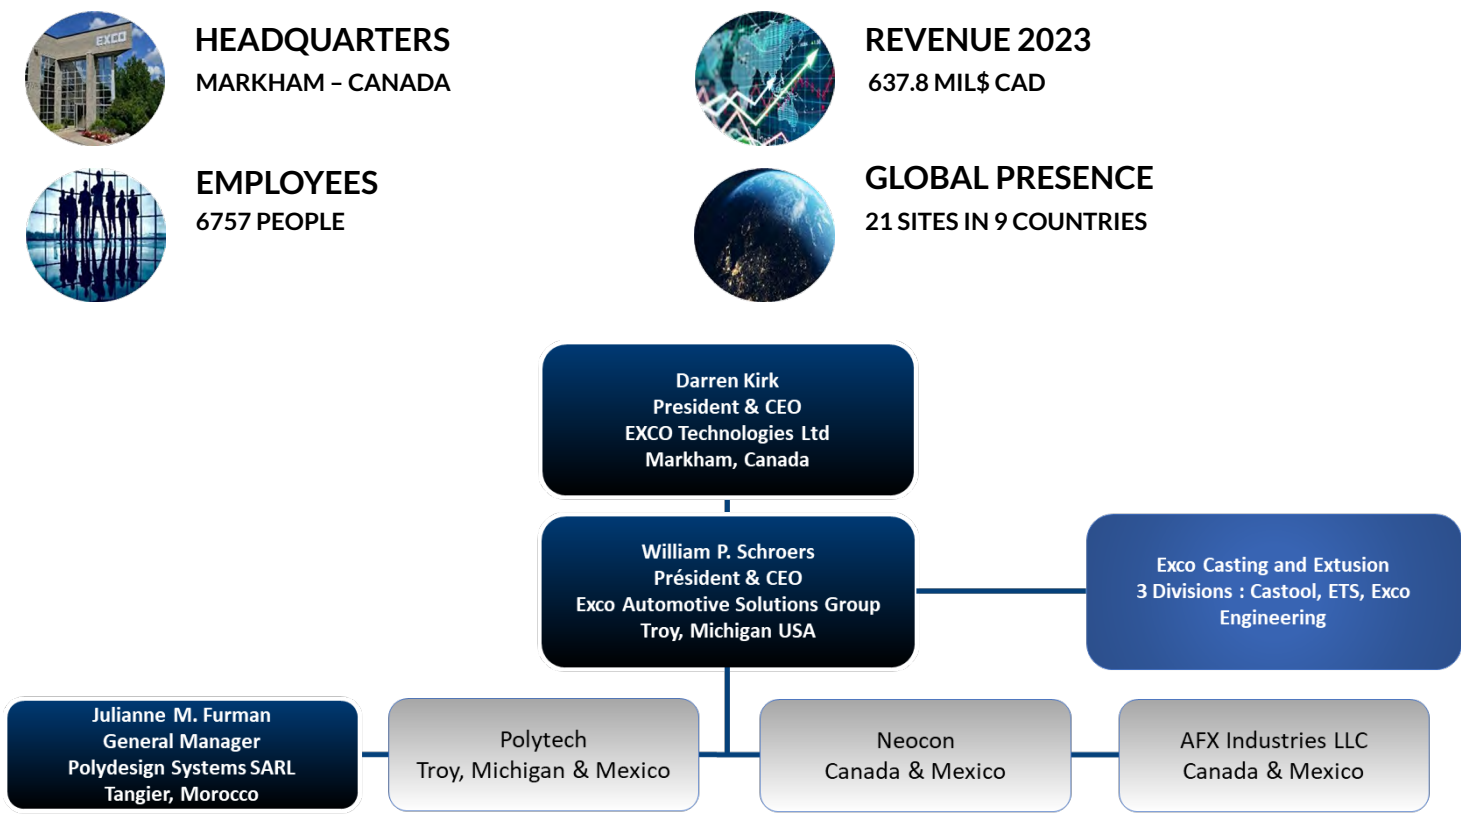 EXCO
HEADQUARTERS
MARKHAM – CANADA
REVENUE 2023
637.8 MIL$ CAD
EMPLOYEES
6757 PEOPLE
GLOBAL PRESENCE
21 SITES IN 9 COUNTRIES
Darren Kirk
President & CEO
EXCO Technologies Ltd
Markham, Canada
William P. Schroers
Président & CEO
Exco Automotive Solutions Group
Troy, Michigan USA
Exco Casting and Extusion
3 Divisions : Castool, ETS, Exco
Engineering
Julianne M. Furman
General Manager
Polydesign Systems SARL
Tangier, Morocco
Polytech
Troy, Michigan & Mexico
Neocon
Canada & Mexico
AFX Industries LLC
Canada & Mexico